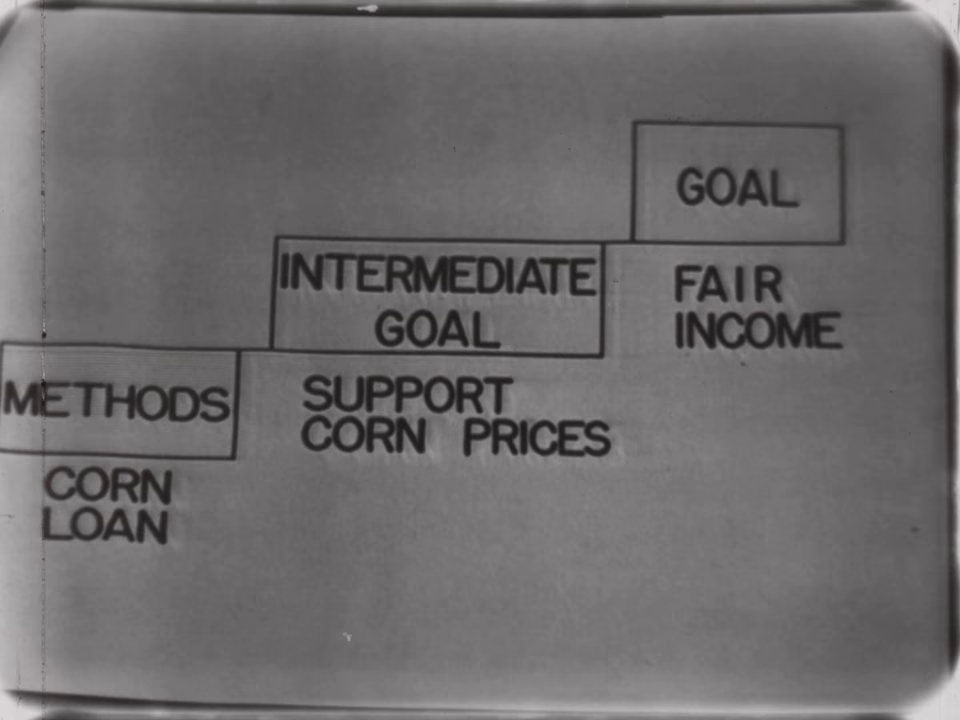 METHODS
CORN
LOAN
INTERMEDIATE
GOAL
SUPPORT
CORN PRICES
GOAL
FAIR
INCOME